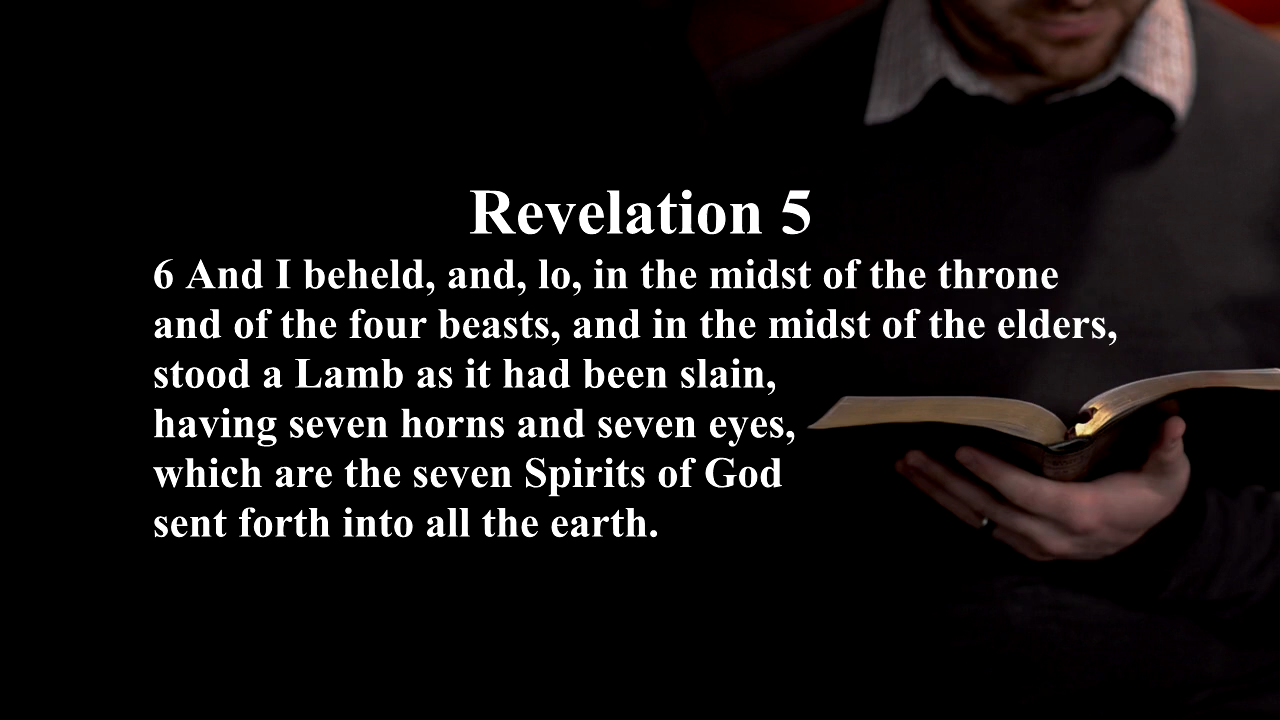 Revelation 5
6 And I beheld, and, lo, in the midst of the throne
and of the four beasts, and in the midst of the elders,
stood a Lamb as it had been slain,
having seven horns and seven eyes,
which are the seven Spirits of God
sent forth into all the earth.